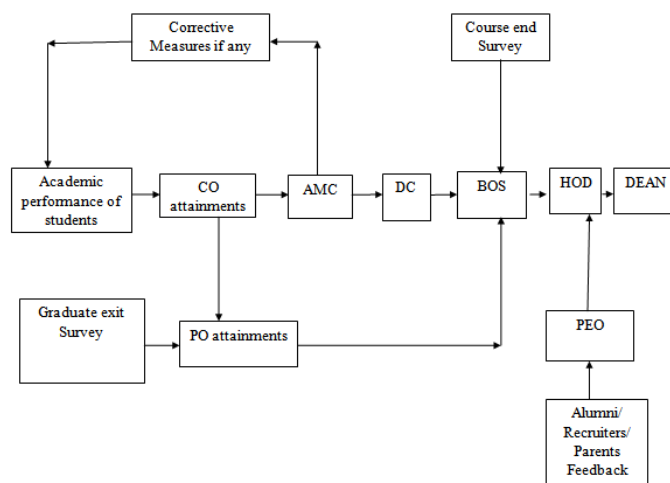 Corrective
Measures if any
Course end
Survey
Academic
performance of
students
CO
attainments
AMC
DC
BOS
HOD
DEAN
Graduate exit
Survey
PO attainments
PEO
Alumni/
Recruiters/
Parents
Feedback